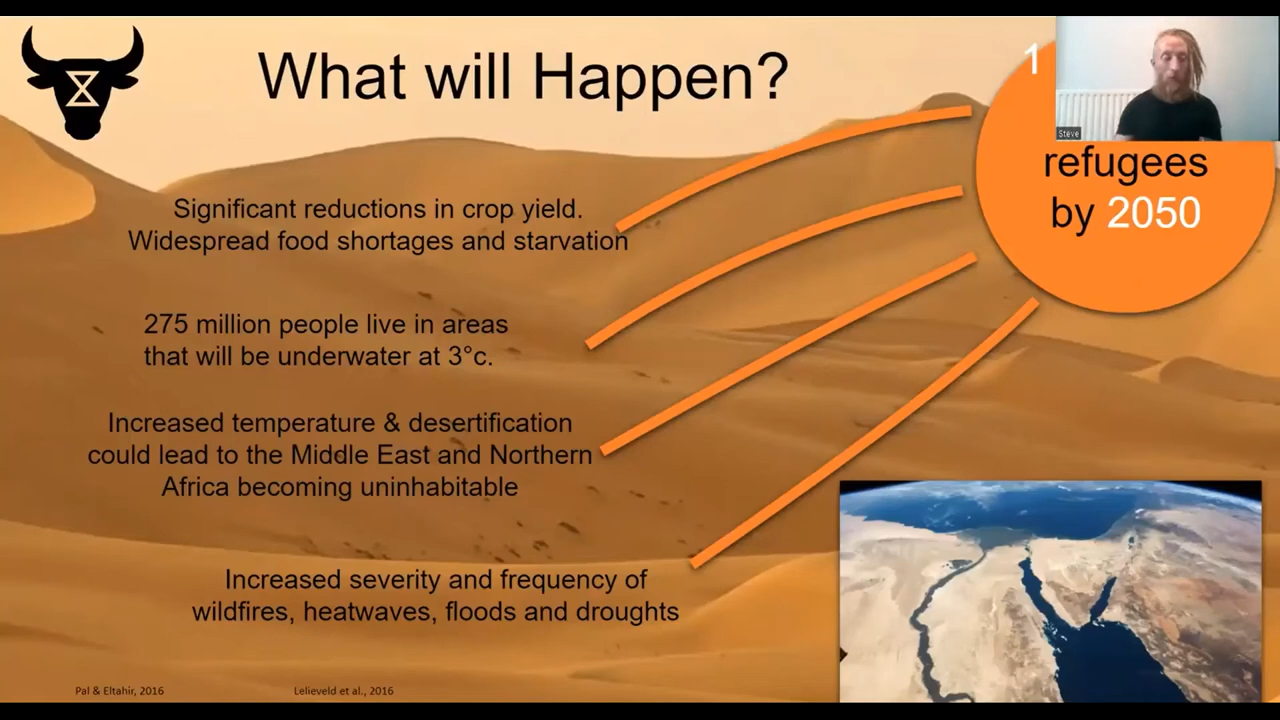 What will Happen?
1
refugees
by 2050
Steve
Significant reductions in crop yield.
Widespread food shortages and starvation
275 million people live in areas
that will be underwater at 3°c.
Increased temperature & desertification
could lead to the Middle East and Northern
Africa becoming uninhabitable
Increased severity and frequency of
wildfires, heatwaves, floods and droughts
Pal & Eltahir, 2016
Lelieveld et al., 2016